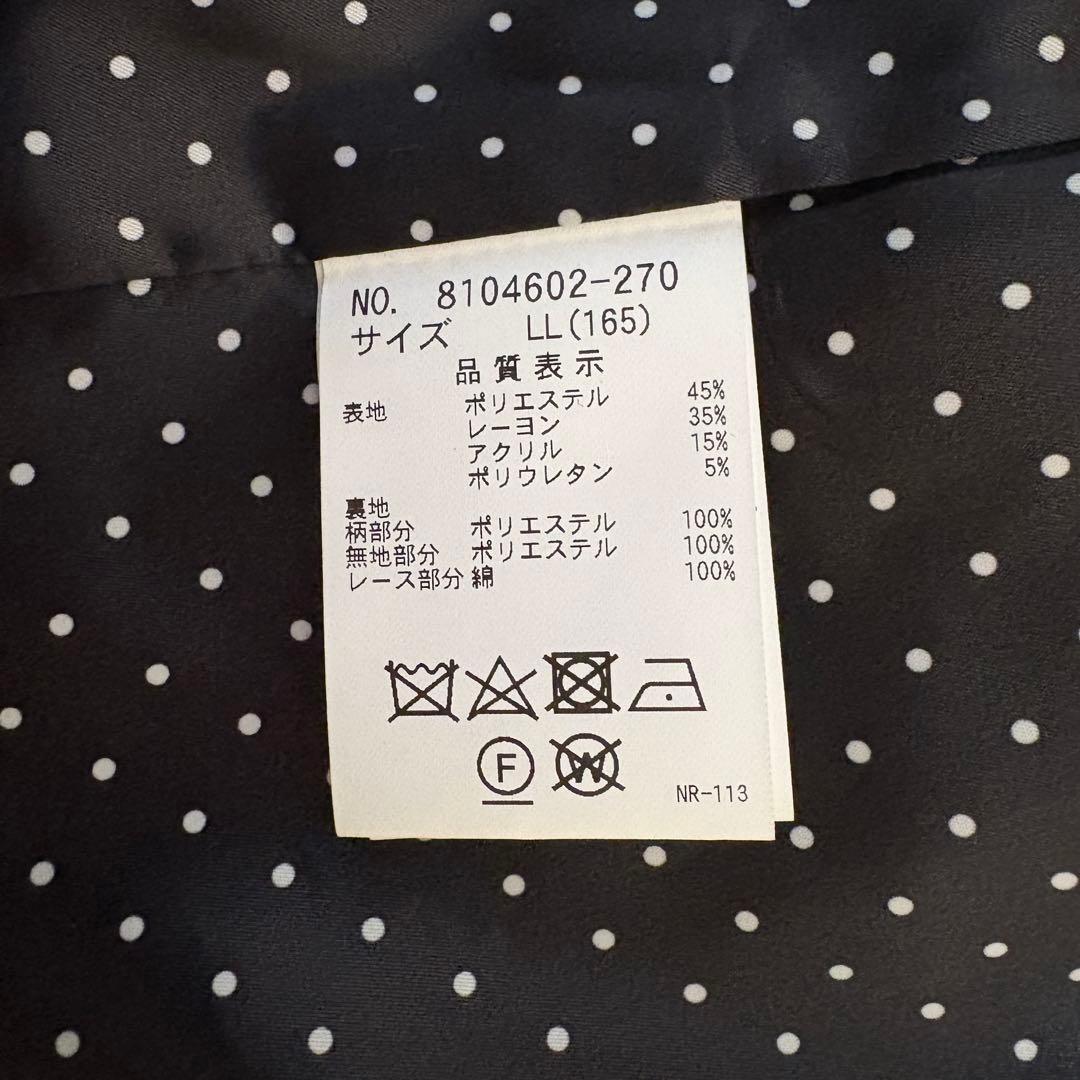 NO. 8104602-270
サイズ LL(165)
品質表示
表地 ポリエステル 45%
レーヨン 35%
アクリル 15%
ポリウレタン 5%
裏地
柄部分 ポリエステル 100%
無地部分 ポリエステル 100%
レース部分 綿 100%
F W
NR-113